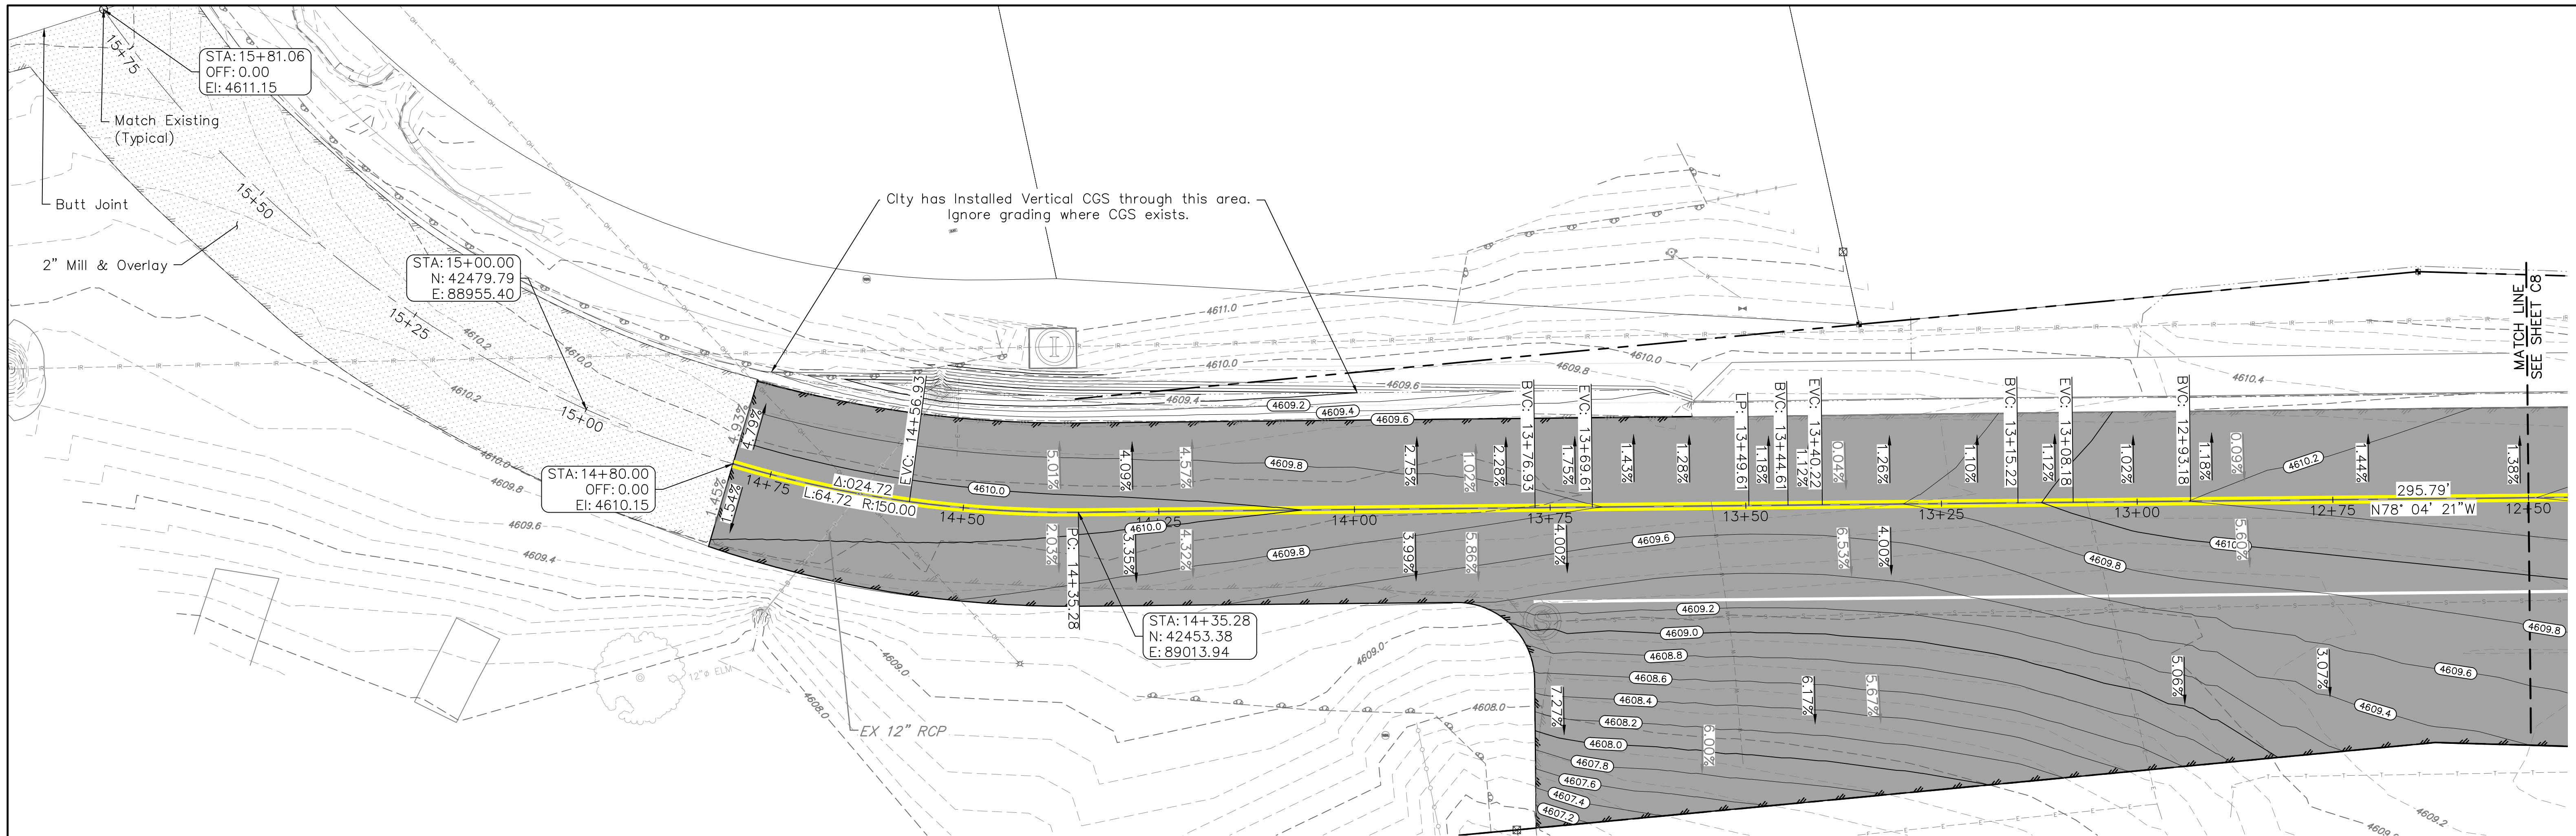 15+75
STA: 15+81.06
OFF: 0.00
El: 4611.15
Match Existing
(Typical)
Butt Joint
15+50
2" Mill & Overlay
STA: 15+00.00
N: 42479.79
E: 88955.40
15+25
4610.2
4610.0
4610.2
15+00
CIty has Installed Vertical CGS through this area.
Ignore grading where CGS exists.
4611.0
4610.0
4609.8
4610.0
4609.6
4609.4
4609.2
4609.4
4609.6
4610.4
MATCH LINE
SEE SHEET C8
4.93%
4.79%
EVC: 14+56.93
5.01%
4.09%
4.57%
4609.8
2.75%
1.02%
2.28%
BVC: 13+76.93
1.75%
EVC: 13+69.61
1.43%
1.28%
LP: 13+49.61
1.18%
BVC: 13+44.61
1.12%
EVC: 13+40.22
0.04%
1.26%
1.10%
BVC: 13+15.22
1.12%
EVC: 13+08.18
1.02%
BVC: 12+93.18
1.18%
0.09%
4610.2
1.44%
1.38%
STA: 14+80.00
OFF: 0.00
El: 4610.15
14+75
Δ:024.72
L:64.72 R:150.00
4610.0
14+50
14+25
14+00
13+75
13+50
13+25
13+00
12+75
12+50
295.79'
N78° 04' 21"W
1.45%
1.54%
4610.0
4609.8
4609.6
4609.4
2.03%
PC: 14+35.28
4610.0
3.35%
4.32%
4609.8
3.99%
5.86%
4.00%
4609.6
6.53%
4.00%
4609.8
5.60%
4609.8
STA: 14+35.28
N: 42453.38
E: 89013.94
4609.2
4609.0
4608.8
4608.6
4608.4
4608.2
4608.0
4607.8
4607.6
4607.4
4607.2
7.27%
6.00%
6.17%
5.67%
5.06%
3.07%
4609.6
4609.4
12"ø ELM
4608.0
4609.0
EX 12" RCP
4609.0
4608.0
4609.2